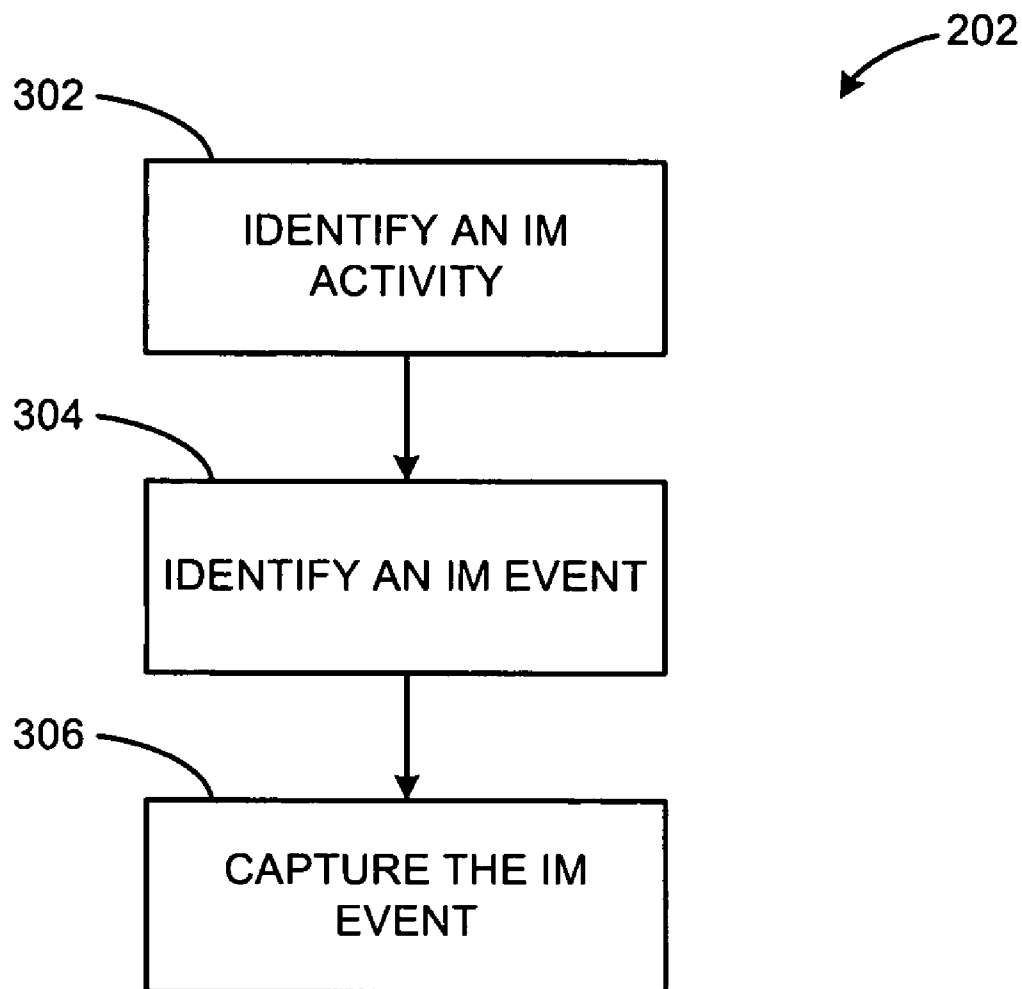 202
302
IDENTIFY AN IM
ACTIVITY
304
IDENTIFY AN IM EVENT
306
CAPTURE THE IM
EVENT